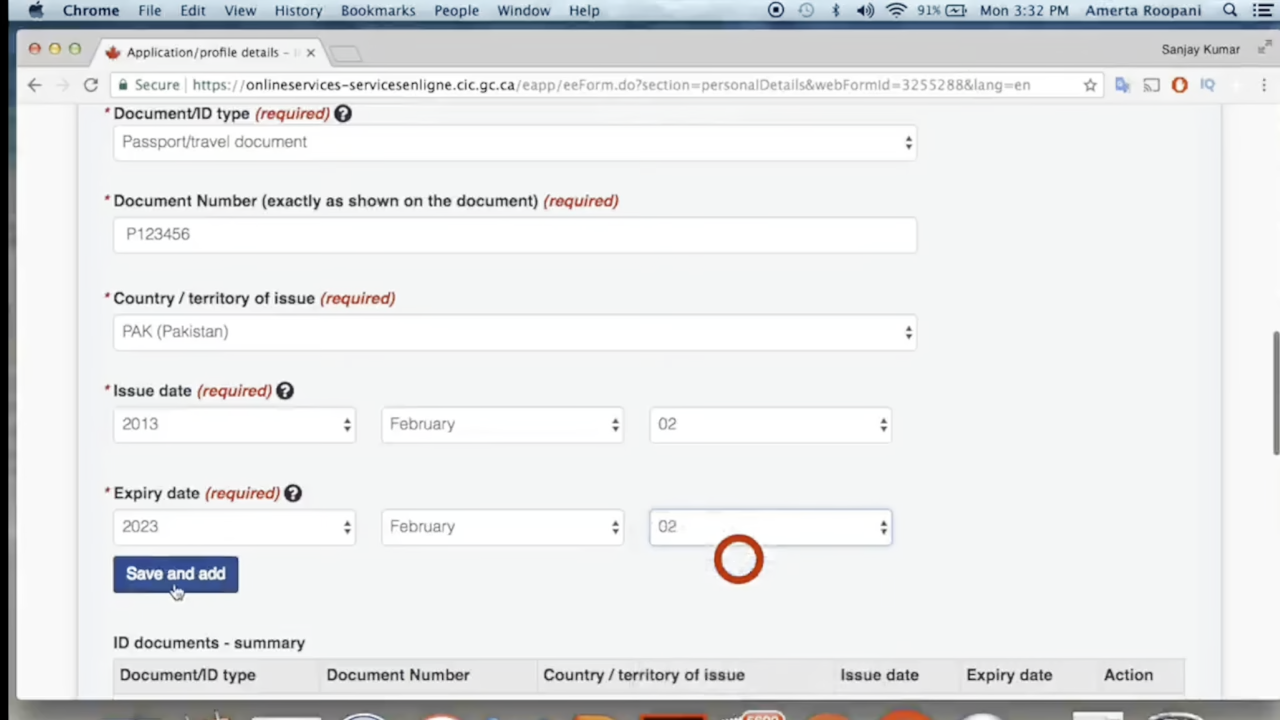 Chrome File Edit View History Bookmarks People Window Help 91% Mon 3:32 PM Amerta Roopani
Application/profile details - Sanjay Kumar
Secure https://onlineservices-servicesenligne.cic.gc.ca/eapp/eeForm.do?section=personalDetails&webFormId=3255288&lang=en IQ
* Document/ID type (required) ?
Passport/travel document
* Document Number (exactly as shown on the document) (required)
P123456
* Country / territory of issue (required)
PAK (Pakistan)
* Issue date (required) ?
2013 February 02
* Expiry date (required) ?
2023 February 02
Save and add
ID documents - summary
Document/ID type Document Number Country / territory of issue Issue date Expiry date Action